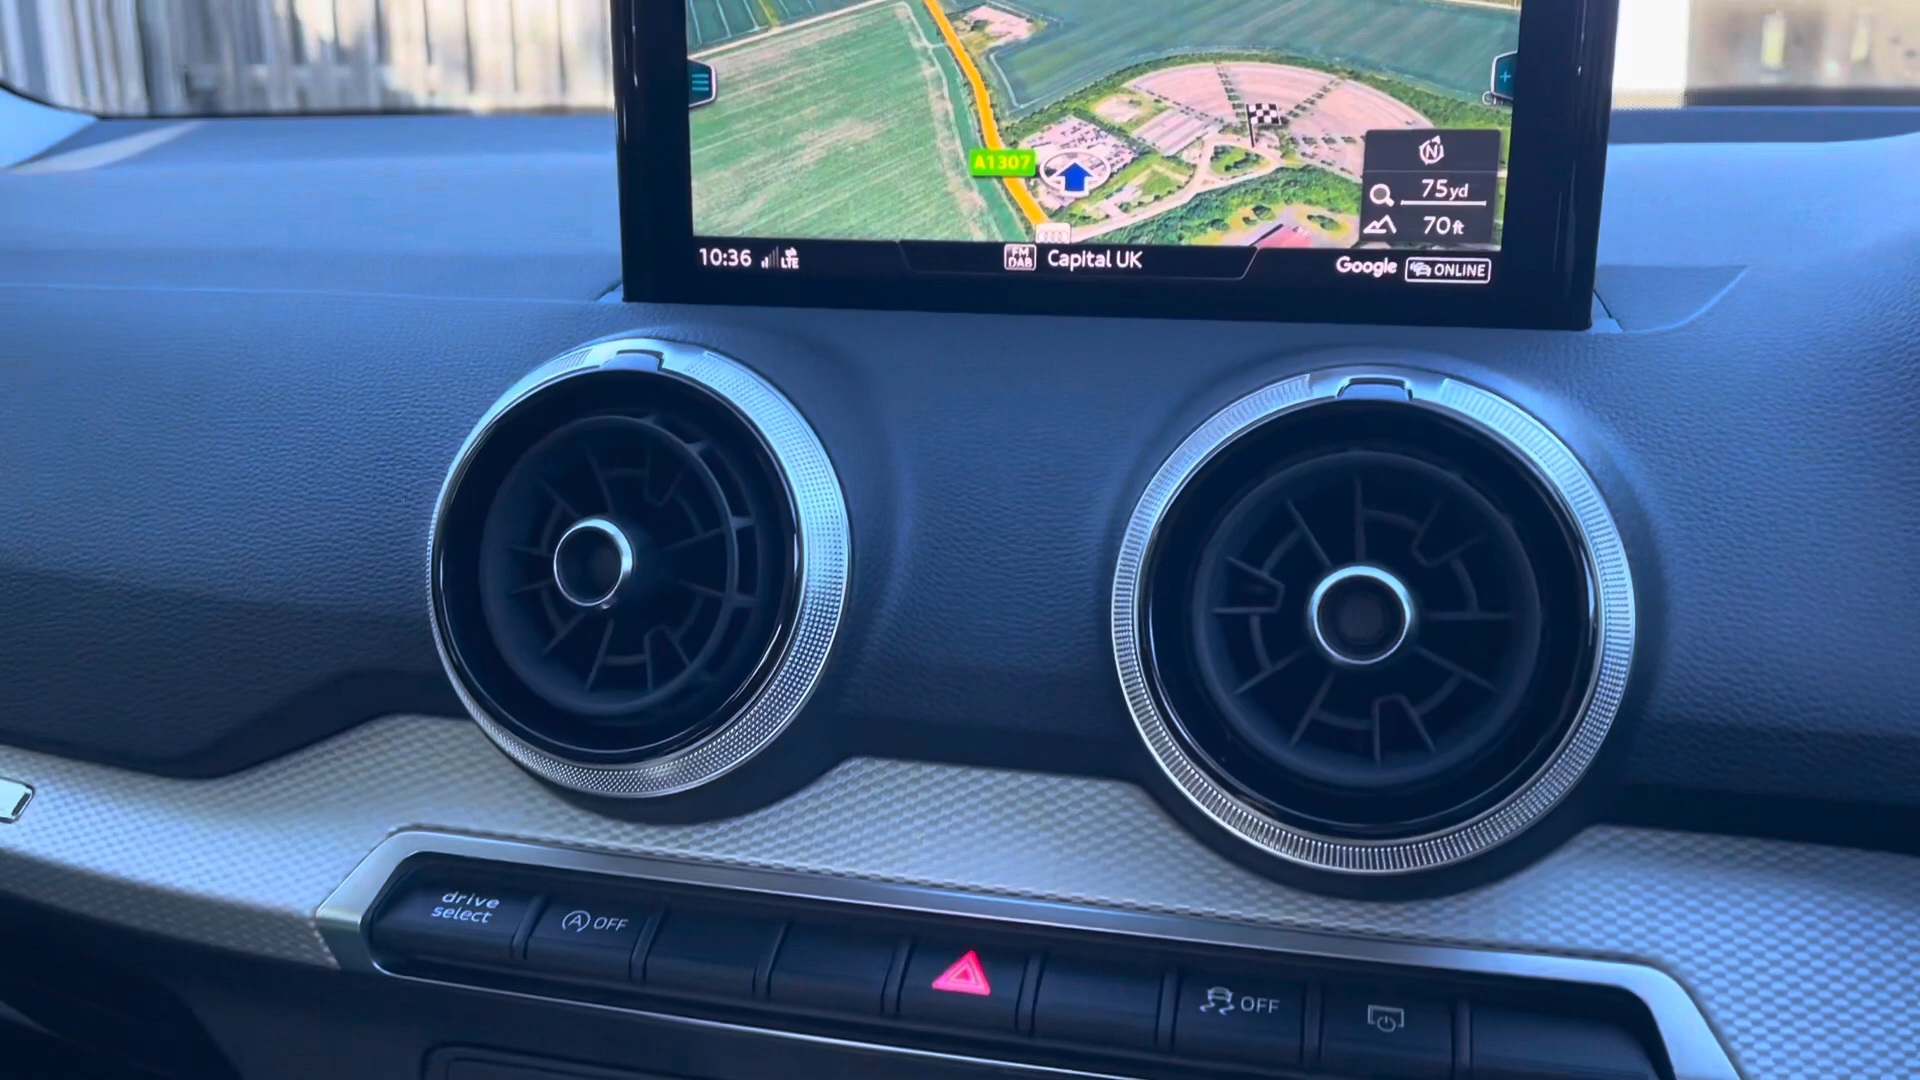 A1307
N
75yd
70ft
10:36 LTE
FM DAB
Capital UK
Google ONLINE
drive
select
A OFF
OFF